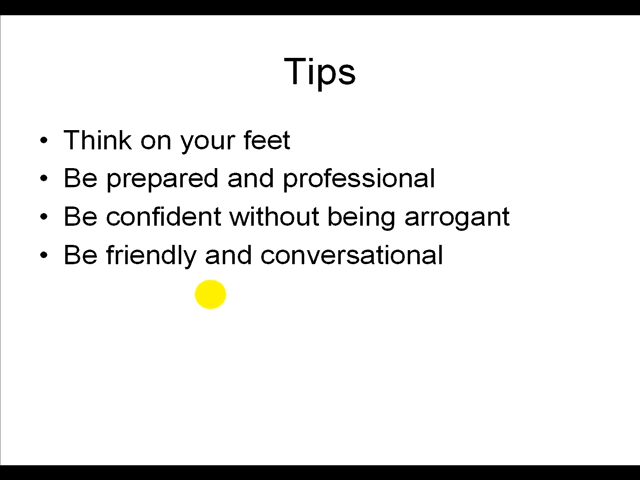 Tips
• Think on your feet
• Be prepared and professional
• Be confident without being arrogant
• Be friendly and conversational